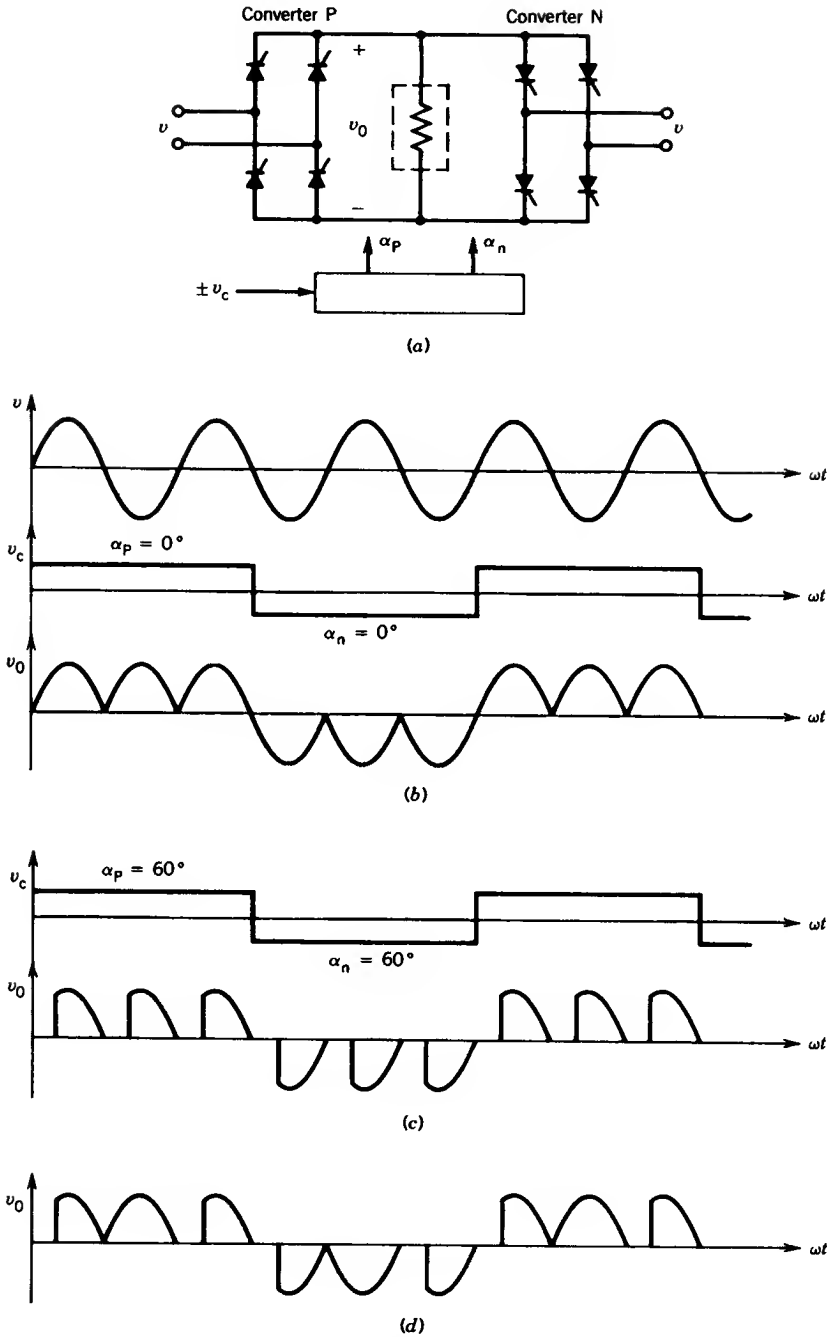 Converter P
Converter N
+
v
v₀
v
−
αP
αn
± vc
(a)
v
ωt
αP = 0°
vc
ωt
αn = 0°
v₀
ωt
(b)
αP = 60°
vc
ωt
αn = 60°
v₀
ωt
(c)
v₀
ωt
(d)